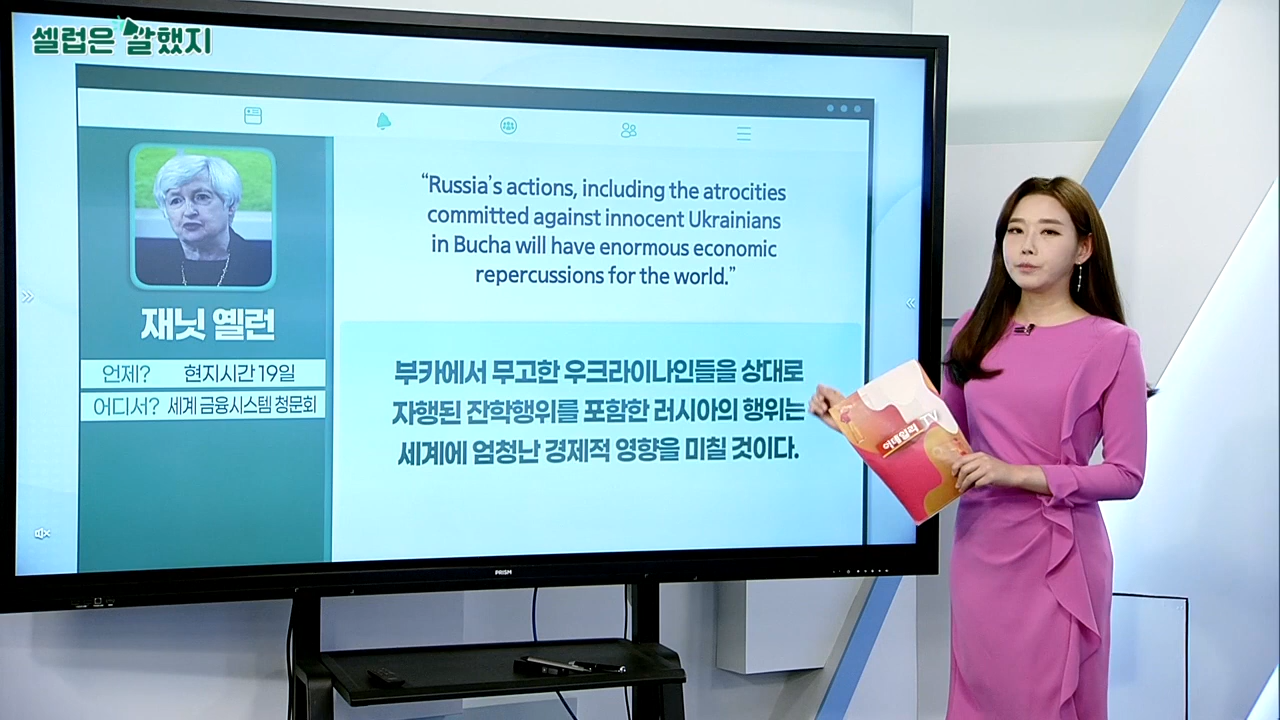 셀럽은 말했지
“Russia’s actions, including the atrocities
committed against innocent Ukrainians
in Bucha will have enormous economic
repercussions for the world.”
재닛 옐런
언제? 현지시간 19일
어디서? 세계 금융시스템 청문회
부카에서 무고한 우크라이나인들을 상대로
자행된 잔학행위를 포함한 러시아의 행위는
세계에 엄청난 경제적 영향을 미칠 것이다.
이데일리 TV
PRISM